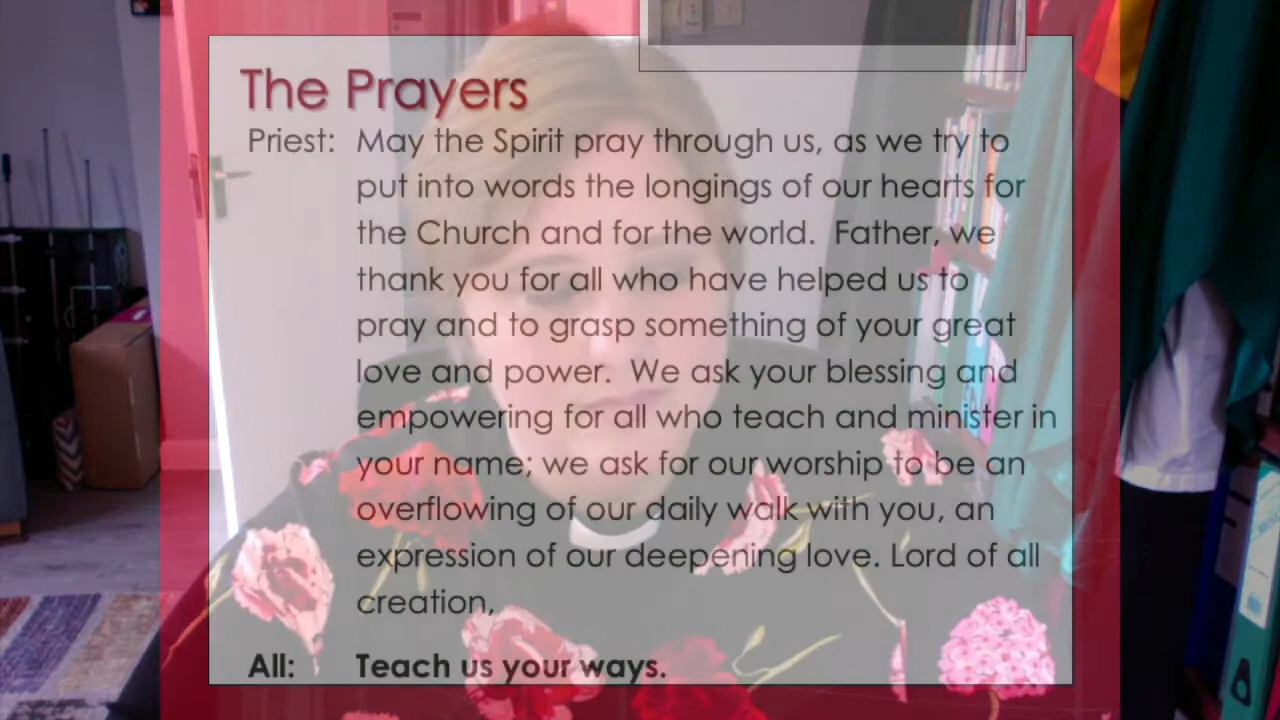 The Prayers
Priest: May the Spirit pray through us, as we try to
put into words the longings of our hearts for
the Church and for the world.  Father, we
thank you for all who have helped us to
pray and to grasp something of your great
love and power.  We ask your blessing and
empowering for all who teach and minister in
your name; we ask for our worship to be an
overflowing of our daily walk with you, an
expression of our deepening love. Lord of all
creation,
All: Teach us your ways.